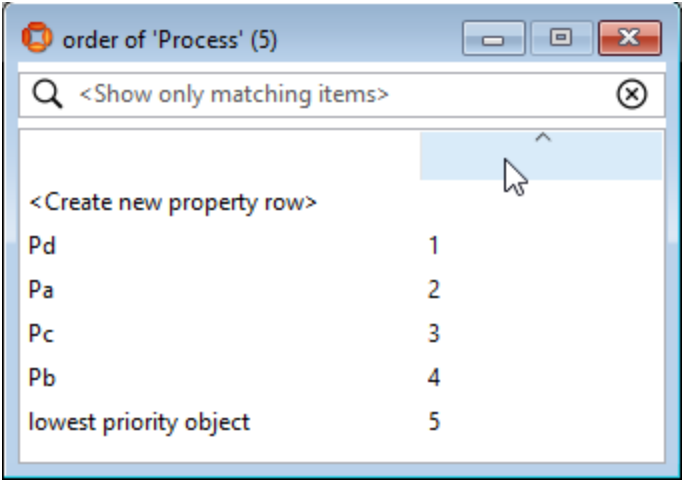 order of 'Process' (5)
<Show only matching items>
<Create new property row>
Pd 1
Pa 2
Pc 3
Pb 4
lowest priority object 5